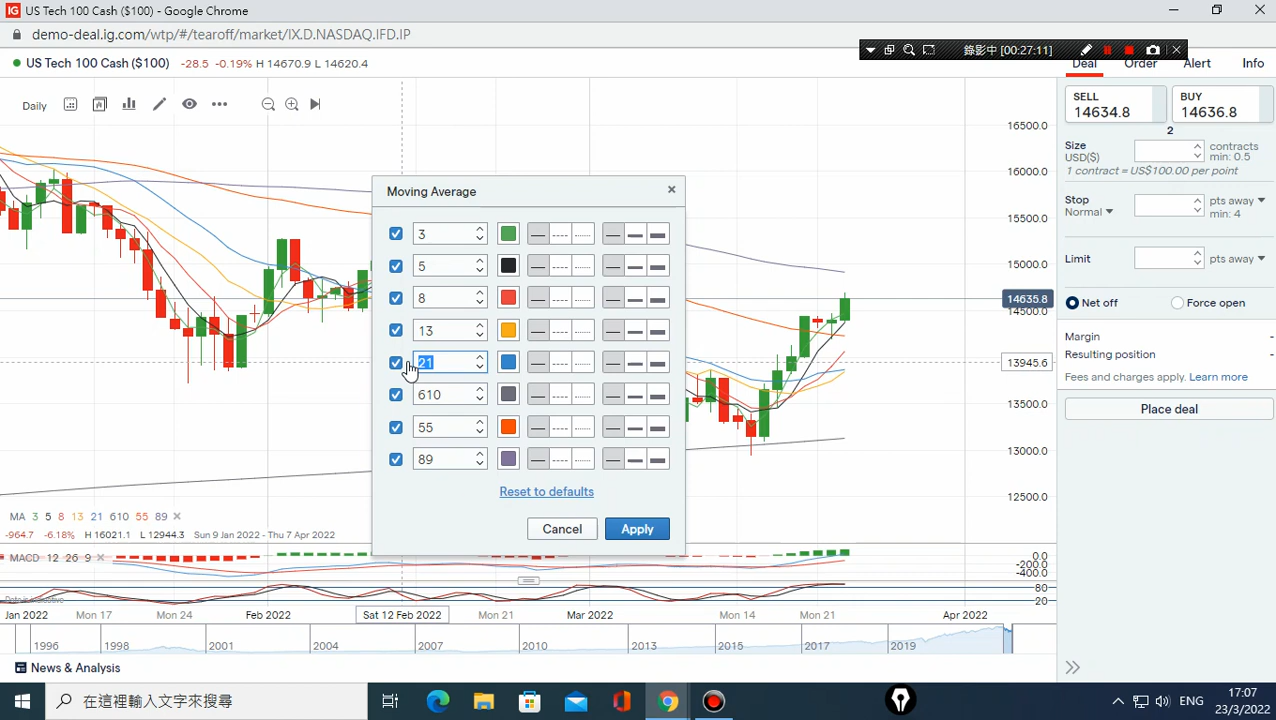 IG US Tech 100 Cash ($100) - Google Chrome
demo-deal.ig.com/wtp/#/tearoff/market/IX.D.NASDAQ.IFD.IP
錄影中 [00:27:11]
US Tech 100 Cash ($100) -28.5 -0.19% H 14670.9 L 14620.4
Deal Order Alert Info
Daily
SELL
14634.8
BUY
14636.8
2
Size
USD($)
contracts
min: 0.5
1 contract = US$100.00 per point
Stop
Normal
pts away
min: 4
Limit
pts away
Net off
Force open
Margin -
Resulting position -
Fees and charges apply. Learn more
Place deal
16500.0
16000.0
15500.0
15000.0
14635.8
14500.0
13945.6
13500.0
13000.0
12500.0
Moving Average
3
5
8
13
21
610
55
89
Reset to defaults
Cancel
Apply
MA 3 5 8 13 21 610 55 89
-964.7 -6.18% H 16021.1 L 12944.3 Sun 9 Jan 2022 - Thu 7 Apr 2022
MACD 12 26 9
0.0
-200.0
-400.0
80
20
Jan 2022 Mon 17 Mon 24 Feb 2022 Sat 12 Feb 2022 Mon 21 Mar 2022 Mon 14 Mon 21 Apr 2022
1996 1998 2001 2004 2007 2010 2013 2015 2017 2019
News & Analysis
在這裡輸入文字來搜尋
ENG
17:07
23/3/2022